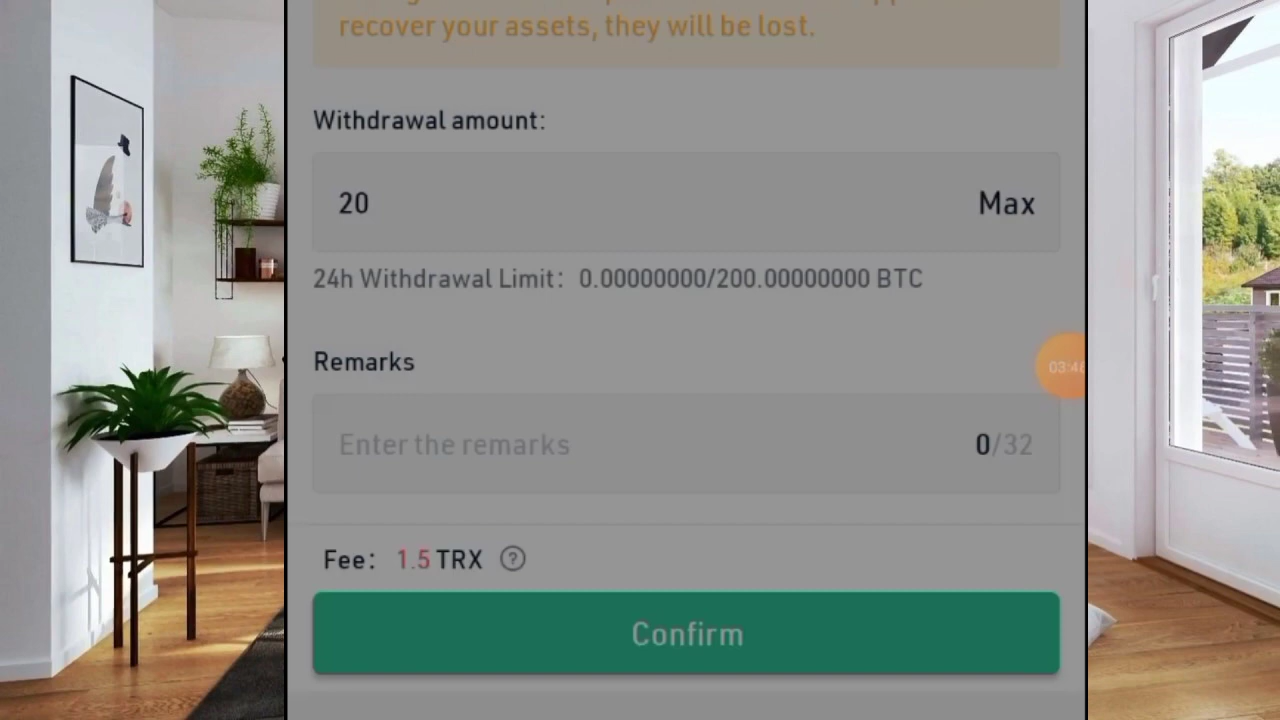 recover your assets, they will be lost.
Withdrawal amount:
20 Max
24h Withdrawal Limit: 0.00000000/200.00000000 BTC
Remarks
Enter the remarks 0/32
Fee: 1.5 TRX ?
Confirm